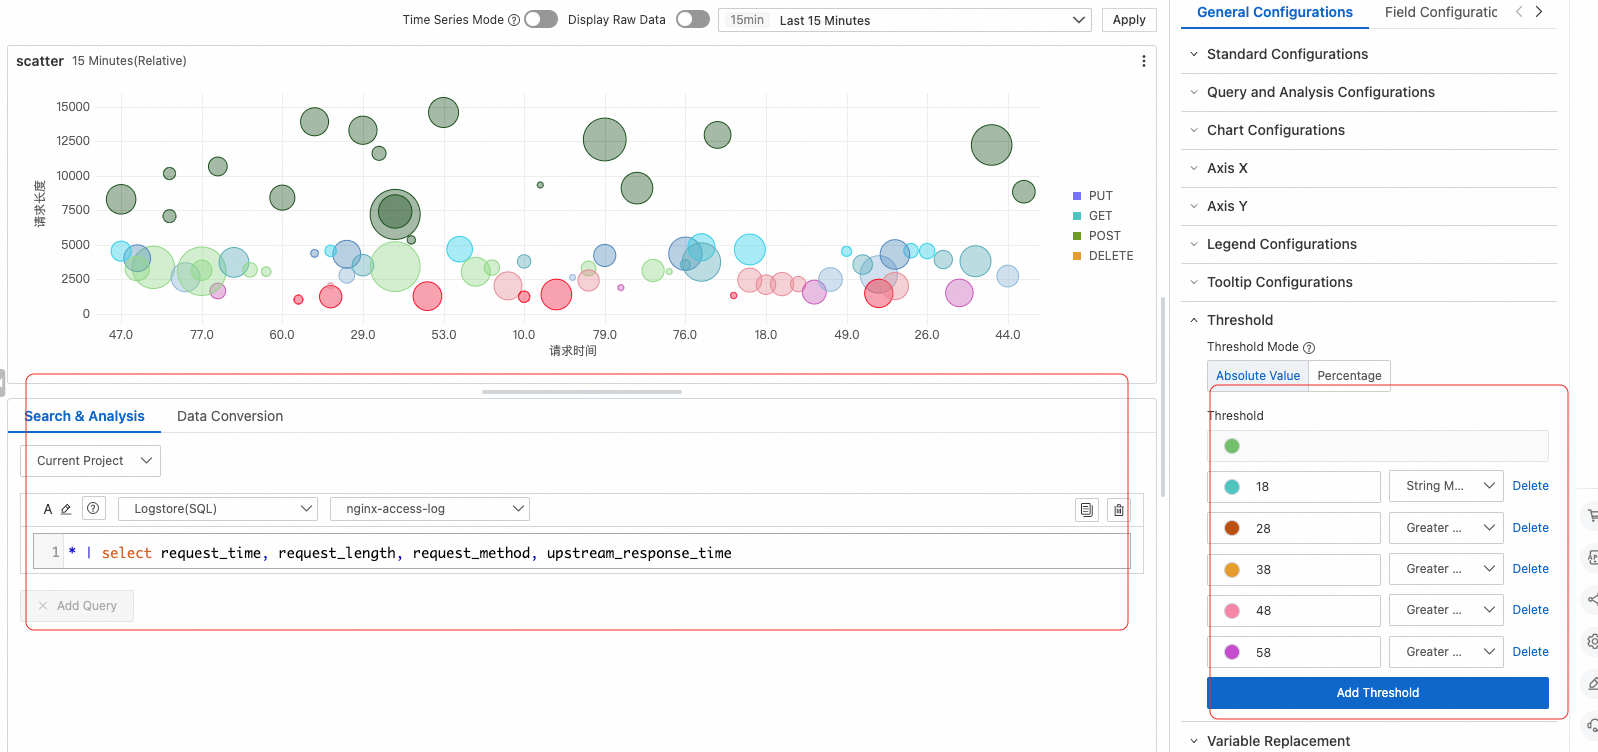 Time Series Mode Display Raw Data 15min Last 15 Minutes Apply
scatter 15 Minutes(Relative)
15000
12500
10000
7500
5000
2500
0
请求长度
47.0 77.0 60.0 29.0 53.0 10.0 79.0 76.0 18.0 49.0 26.0 44.0
请求时间
PUT
GET
POST
DELETE
Search & Analysis Data Conversion
Current Project
A Logstore(SQL) nginx-access-log
1 * | select request_time, request_length, request_method, upstream_response_time
Add Query
General Configurations Field Configuratic
Standard Configurations
Query and Analysis Configurations
Chart Configurations
Axis X
Axis Y
Legend Configurations
Tooltip Configurations
Threshold
Threshold Mode
Absolute Value Percentage
Threshold
18 String M... Delete
28 Greater ... Delete
38 Greater ... Delete
48 Greater ... Delete
58 Greater ... Delete
Add Threshold
Variable Replacement